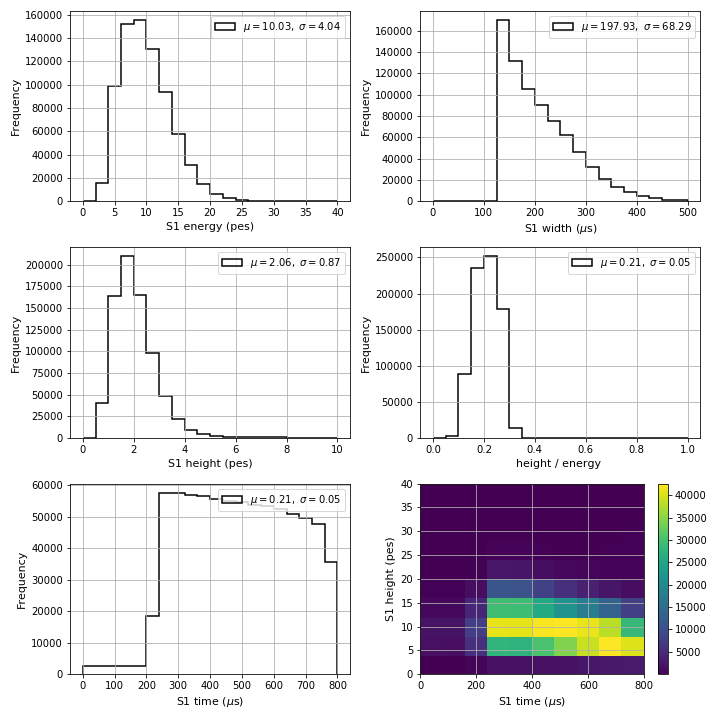 160000
140000
120000
100000
80000
60000
40000
20000
0
Frequency
μ = 10.03, σ = 4.04
0 5 10 15 20 25 30 35 40
S1 energy (pes)
160000
140000
120000
100000
80000
60000
40000
20000
0
Frequency
μ = 197.93, σ = 68.29
0 100 200 300 400 500
S1 width (μs)
200000
175000
150000
125000
100000
75000
50000
25000
0
Frequency
μ = 2.06, σ = 0.87
0 2 4 6 8 10
S1 height (pes)
250000
200000
150000
100000
50000
0
Frequency
μ = 0.21, σ = 0.05
0.0 0.2 0.4 0.6 0.8 1.0
height / energy
60000
50000
40000
30000
20000
10000
0
Frequency
μ = 0.21, σ = 0.05
0 100 200 300 400 500 600 700 800
S1 time (μs)
40
35
30
25
20
15
10
5
0
S1 height (pes)
0 200 400 600 800
S1 time (μs)
40000
35000
30000
25000
20000
15000
10000
5000